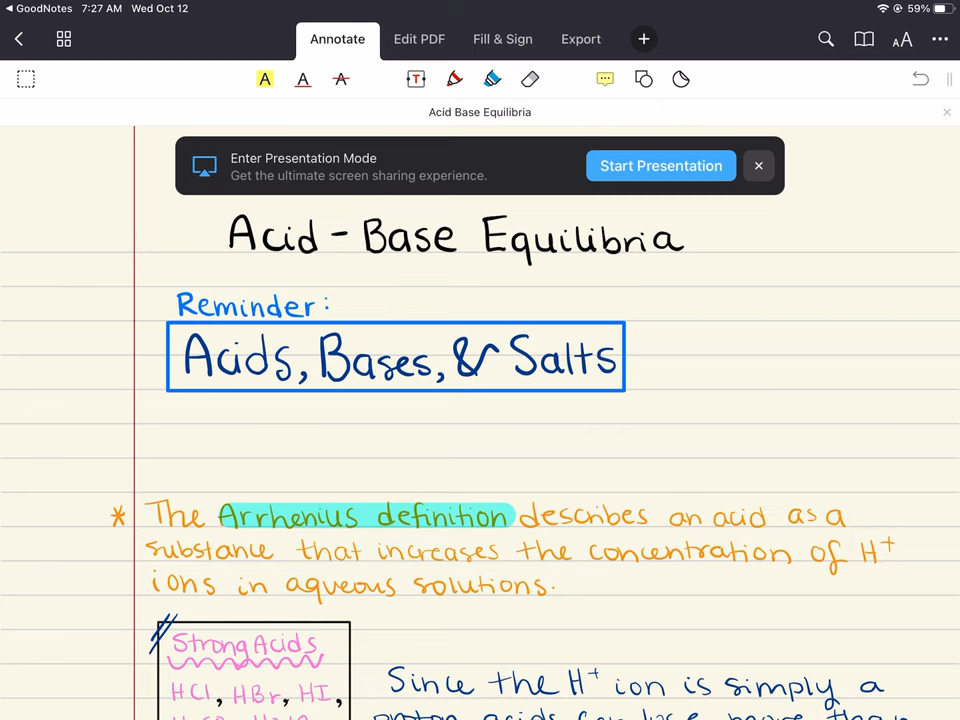 GoodNotes 7:27 AM Wed Oct 12 59%
Annotate Edit PDF Fill & Sign Export
Acid Base Equilibria
Enter Presentation Mode
Get the ultimate screen sharing experience.
Start Presentation
Acid-Base Equilibria
Reminder:
Acids, Bases, & Salts
* The Arrhenius definition describes an acid as a
substance that increases the concentration of H⁺
ions in aqueous solutions.
Strong Acids
HCl, HBr, HI,
Since the H⁺ ion is simply a